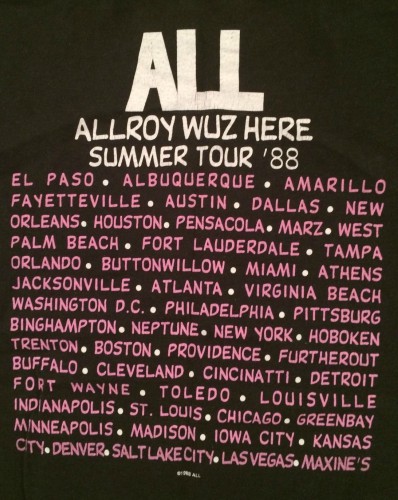 ALL
ALLROY WUZ HERE
SUMMER TOUR '88
EL PASO • ALBUQUERQUE • AMARILLO
FAYETTEVILLE • AUSTIN • DALLAS • NEW
ORLEANS • HOUSTON • PENSACOLA • MARZ • WEST
PALM BEACH • FORT LAUDERDALE • TAMPA
ORLANDO • BUTTONWILLOW • MIAMI • ATHENS
JACKSONVILLE • ATLANTA • VIRGINIA BEACH
WASHINGTON D.C. • PHILADELPHIA • PITTSBURG
BINGHAMPTON • NEPTUNE • NEW YORK • HOBOKEN
TRENTON • BOSTON • PROVIDENCE • FURTHEROUT
BUFFALO • CLEVELAND • CINCINATTI • DETROIT
FORT WAYNE • TOLEDO • LOUISVILLE
INDIANAPOLIS • ST. LOUIS • CHICAGO • GREENBAY
MINNEAPOLIS • MADISON • IOWA CITY • KANSAS
CITY • DENVER • SALT LAKE CITY • LAS VEGAS • MAXINE'S
ALL